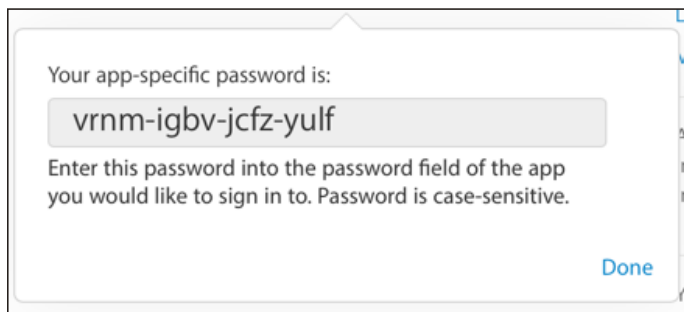 Your app-specific password is:
vrnm-igbv-jcfz-yulf
Enter this password into the password field of the app
you would like to sign in to. Password is case-sensitive.
Done